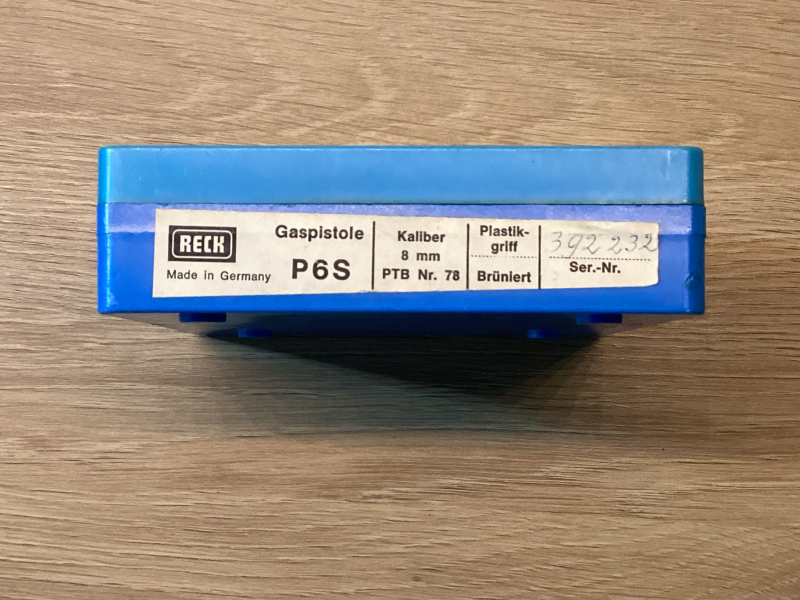 RECK
Made in Germany
Gaspistole
P6S
Kaliber
8 mm
PTB Nr. 78
Plastik-
griff
Brüniert
392 232
Ser.-Nr.